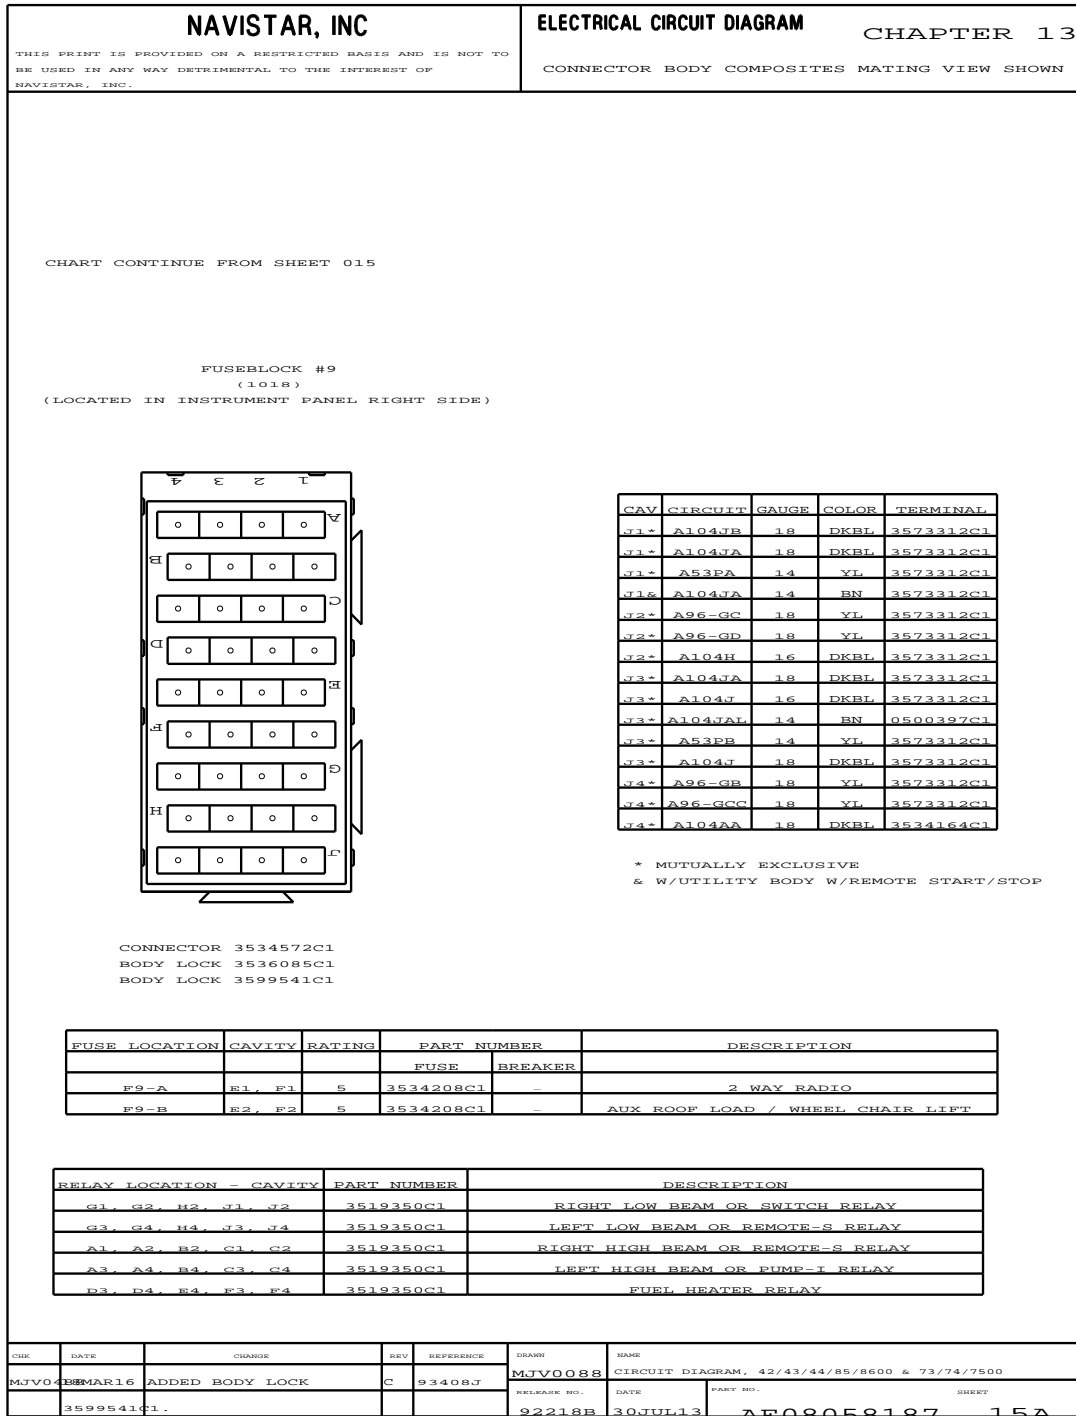 NAVISTAR, INC
THIS PRINT IS PROVIDED ON A RESTRICTED BASIS AND IS NOT TO
BE USED IN ANY WAY DETRIMENTAL TO THE INTEREST OF
NAVISTAR, INC.
ELECTRICAL CIRCUIT DIAGRAM
CHAPTER 13
CONNECTOR BODY COMPOSITES MATING VIEW SHOWN
CHART CONTINUE FROM SHEET 015
FUSEBLOCK #9
(1018)
(LOCATED IN INSTRUMENT PANEL RIGHT SIDE)
4 3 2 1
A
B
C
D
E
F
G
H
J
CONNECTOR 3534572C1
BODY LOCK 3536085C1
BODY LOCK 3599541C1
CAV CIRCUIT GAUGE COLOR TERMINAL
J1* A104JB 18 DKBL 3573312C1
J1* A104JA 18 DKBL 3573312C1
J1* A53PA 14 YL 3573312C1
J1& A104JA 14 BN 3573312C1
J2* A96-GC 18 YL 3573312C1
J2* A96-GD 18 YL 3573312C1
J2* A104H 16 DKBL 3573312C1
J3* A104JA 18 DKBL 3573312C1
J3* A104J 16 DKBL 3573312C1
J3* A104JAL 14 BN 0500397C1
J3* A53PB 14 YL 3573312C1
J3* A104J 18 DKBL 3573312C1
J4* A96-GB 18 YL 3573312C1
J4* A96-GCC 18 YL 3573312C1
J4* A104AA 18 DKBL 3534164C1
* MUTUALLY EXCLUSIVE
& W/UTILITY BODY W/REMOTE START/STOP
FUSE LOCATION CAVITY RATING PART NUMBER DESCRIPTION
FUSE BREAKER
F9-A E1, F1 5 3534208C1 - 2 WAY RADIO
F9-B E2, F2 5 3534208C1 - AUX ROOF LOAD / WHEEL CHAIR LIFT
RELAY LOCATION - CAVITY PART NUMBER DESCRIPTION
G1, G2, H2, J1, J2 3519350C1 RIGHT LOW BEAM OR SWITCH RELAY
G3, G4, H4, J3, J4 3519350C1 LEFT LOW BEAM OR REMOTE-S RELAY
A1, A2, B2, C1, C2 3519350C1 RIGHT HIGH BEAM OR REMOTE-S RELAY
A3, A4, B4, C3, C4 3519350C1 LEFT HIGH BEAM OR PUMP-I RELAY
D3, D4, E4, F3, F4 3519350C1 FUEL HEATER RELAY
CHK DATE CHANGE REV REFERENCE
ADDED BODY LOCK C 93408J
3599541C1.
DRAWN
MJV0088
NAME
CIRCUIT DIAGRAM, 42/43/44/85/8600 & 73/74/7500
RELEASE NO. DATE PART NO. SHEET
92218B 30JUL13 AF08058187 15A